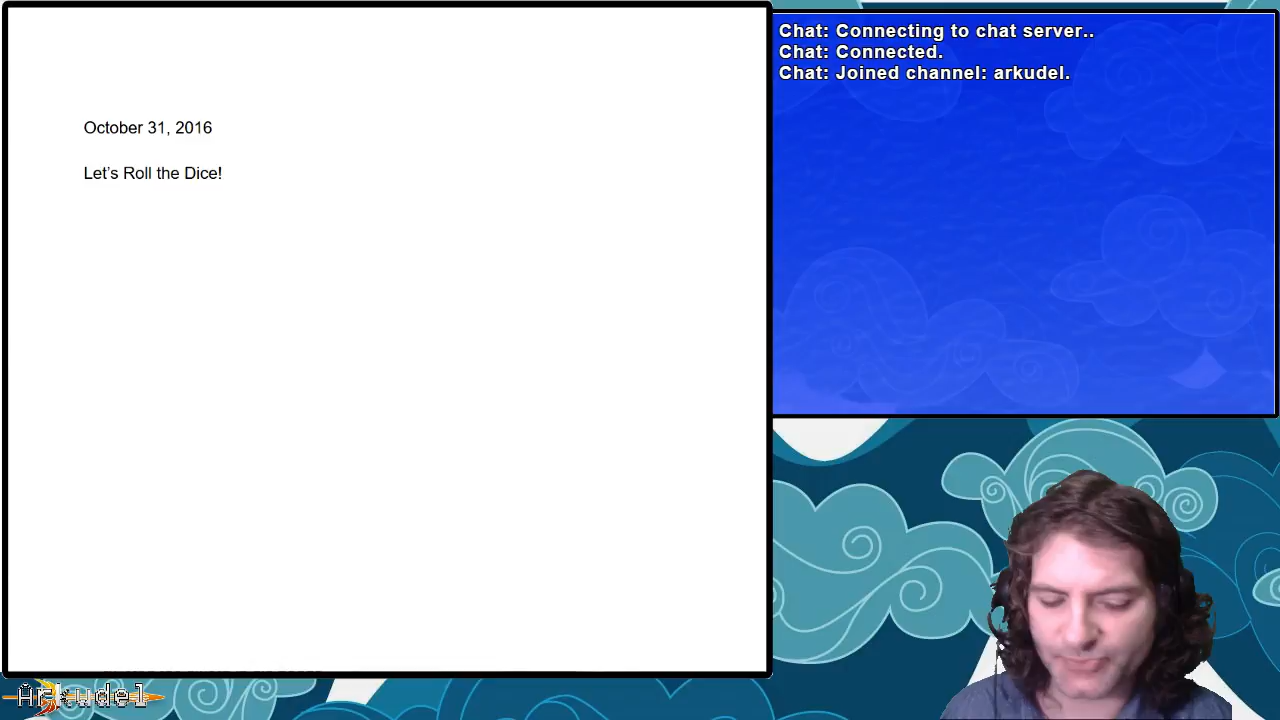 October 31, 2016
Let's Roll the Dice!
Chat: Connecting to chat server..
Chat: Connected.
Chat: Joined channel: arkudel.
Arkudel